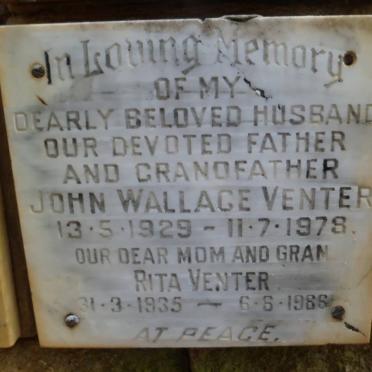 In Loving Memory
OF MY
DEARLY BELOVED HUSBAND
OUR DEVOTED FATHER
AND GRANDFATHER
JOHN WALLACE VENTER
13-5-1929 - 11-7-1978.
OUR DEAR MOM AND GRAN
RITA VENTER
31-3-1935 — 6-6-1986
AT PEACE.